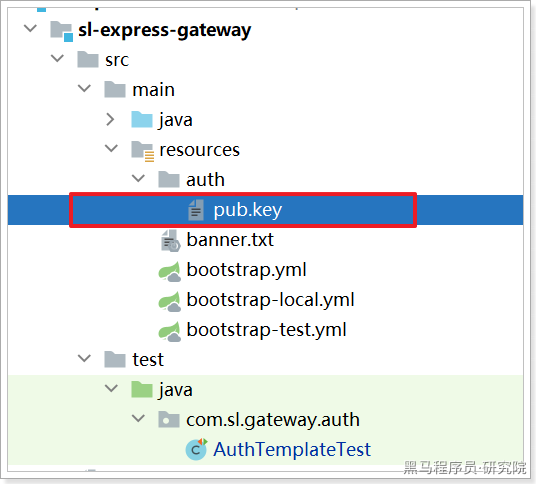 sl-express-gateway
src
main
java
resources
auth
pub.key
banner.txt
bootstrap.yml
bootstrap-local.yml
bootstrap-test.yml
test
java
com.sl.gateway.auth
C AuthTemplateTest
黑马程序员·研究院